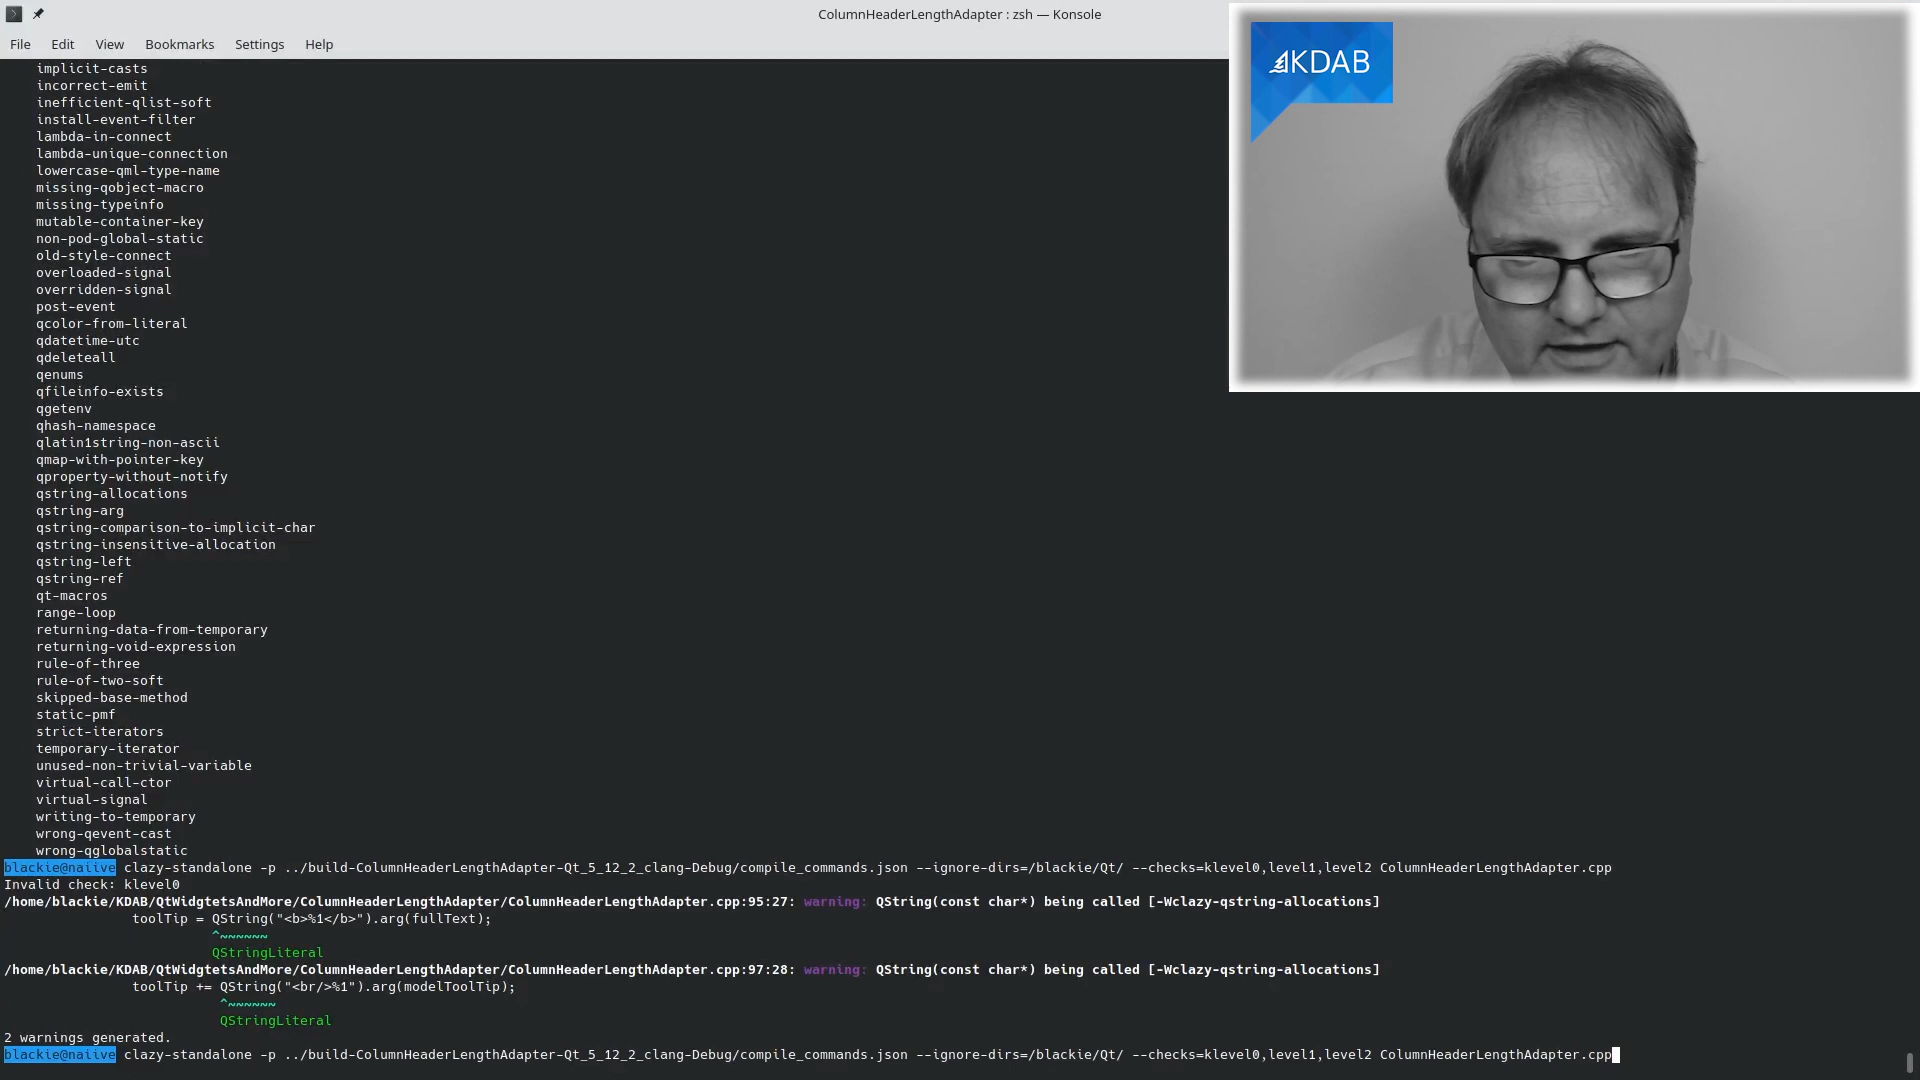 ColumnHeaderLengthAdapter : zsh — Konsole
File Edit View Bookmarks Settings Help
KDAB
implicit-casts
incorrect-emit
inefficient-qlist-soft
install-event-filter
lambda-in-connect
lambda-unique-connection
lowercase-qml-type-name
missing-qobject-macro
missing-typeinfo
mutable-container-key
non-pod-global-static
old-style-connect
overloaded-signal
overridden-signal
post-event
qcolor-from-literal
qdatetime-utc
qdeleteall
qenums
qfileinfo-exists
qgetenv
qhash-namespace
qlatin1string-non-ascii
qmap-with-pointer-key
qproperty-without-notify
qstring-allocations
qstring-arg
qstring-comparison-to-implicit-char
qstring-insensitive-allocation
qstring-left
qstring-ref
qt-macros
range-loop
returning-data-from-temporary
returning-void-expression
rule-of-three
rule-of-two-soft
skipped-base-method
static-pmf
strict-iterators
temporary-iterator
unused-non-trivial-variable
virtual-call-ctor
virtual-signal
writing-to-temporary
wrong-qevent-cast
wrong-qglobalstatic
blackie@naiive clazy-standalone -p ../build-ColumnHeaderLengthAdapter-Qt_5_12_2_clang-Debug/compile_commands.json --ignore-dirs=/blackie/Qt/ --checks=klevel0,level1,level2 ColumnHeaderLengthAdapter.cpp
Invalid check: klevel0
/home/blackie/KDAB/QtWidgtetsAndMore/ColumnHeaderLengthAdapter/ColumnHeaderLengthAdapter.cpp:95:27: warning: QString(const char*) being called [-Wclazy-qstring-allocations]
toolTip = QString("<b>%1</b>").arg(fullText);
^~~~~~~
QStringLiteral
/home/blackie/KDAB/QtWidgtetsAndMore/ColumnHeaderLengthAdapter/ColumnHeaderLengthAdapter.cpp:97:28: warning: QString(const char*) being called [-Wclazy-qstring-allocations]
toolTip += QString("<br/>%1").arg(modelToolTip);
^~~~~~~
QStringLiteral
2 warnings generated.
blackie@naiive clazy-standalone -p ../build-ColumnHeaderLengthAdapter-Qt_5_12_2_clang-Debug/compile_commands.json --ignore-dirs=/blackie/Qt/ --checks=klevel0,level1,level2 ColumnHeaderLengthAdapter.cpp